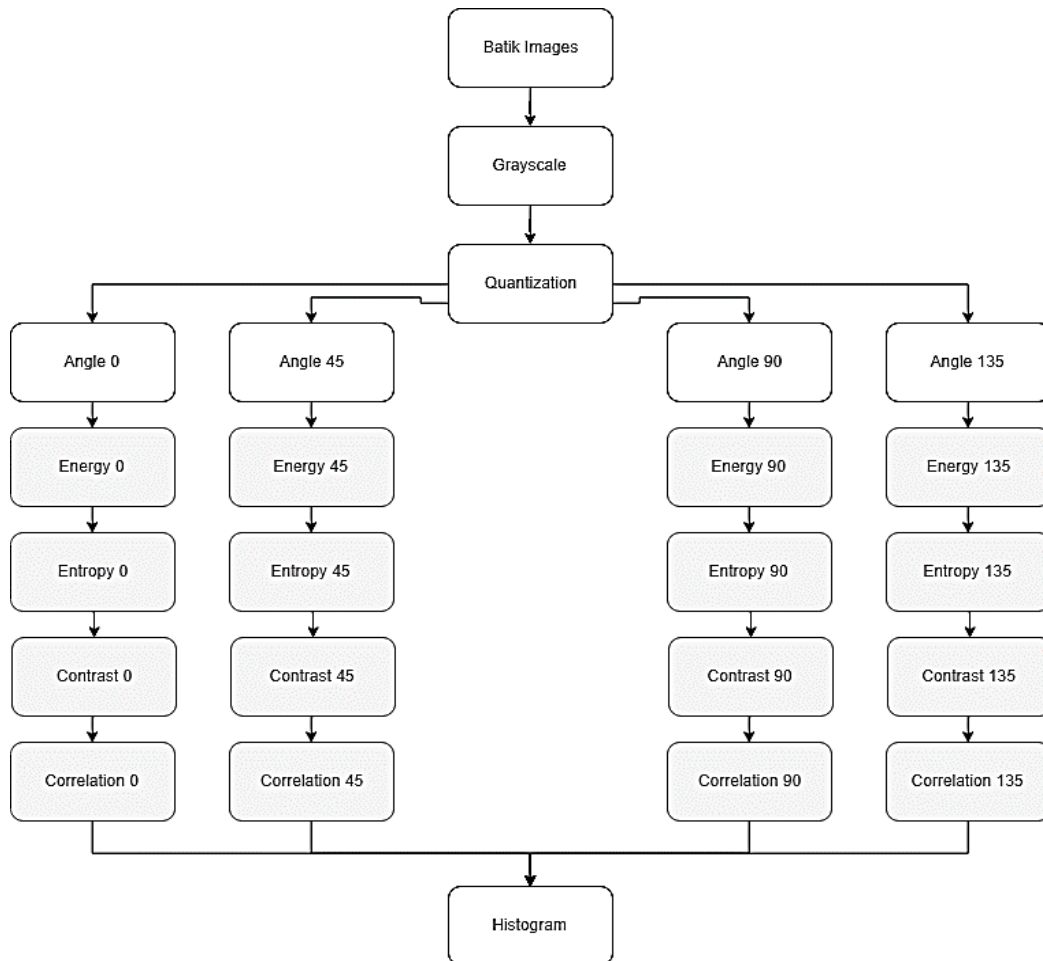 Batik Images
Grayscale
Quantization
Angle 0
Angle 45
Angle 90
Angle 135
Energy 0
Energy 45
Energy 90
Energy 135
Entropy 0
Entropy 45
Entropy 90
Entropy 135
Contrast 0
Contrast 45
Contrast 90
Contrast 135
Correlation 0
Correlation 45
Correlation 90
Correlation 135
Histogram